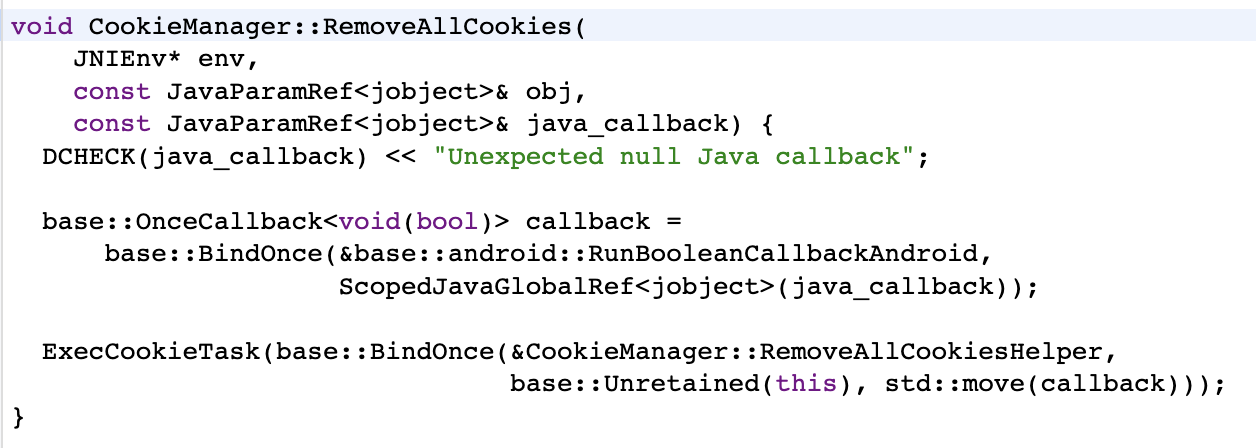 void CookieManager::RemoveAllCookies(
    JNIEnv* env,
    const JavaParamRef<jobject>& obj,
    const JavaParamRef<jobject>& java_callback) {
  DCHECK(java_callback) << "Unexpected null Java callback";

  base::OnceCallback<void(bool)> callback =
      base::BindOnce(&base::android::RunBooleanCallbackAndroid,
                     ScopedJavaGlobalRef<jobject>(java_callback));

  ExecCookieTask(base::BindOnce(&CookieManager::RemoveAllCookiesHelper,
                                base::Unretained(this), std::move(callback)));
}